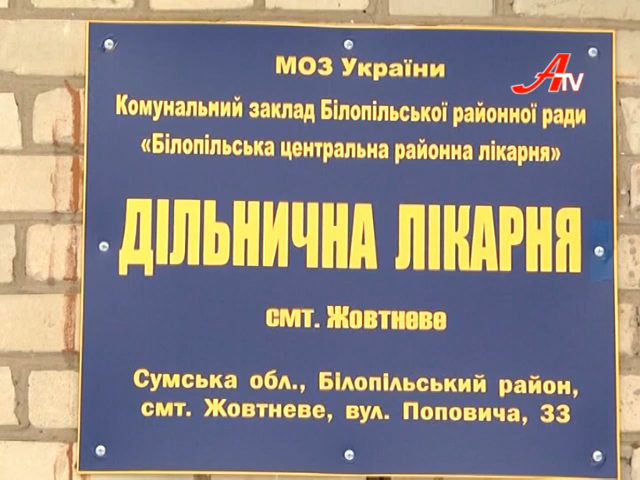 МОЗ України
АTV
Комунальний заклад Білопільської районної ради
«Білопільська центральна районна лікарня»
ДІЛЬНИЧНА ЛІКАРНЯ
смт. Жовтневе
Сумська обл., Білопільський район,
смт. Жовтневе, вул. Поповича, 33